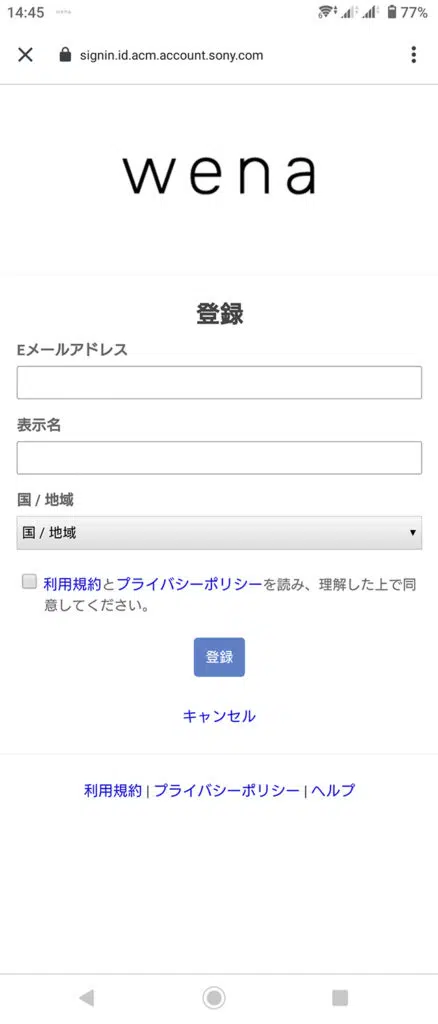 14:45 wena 77%
signin.id.acm.account.sony.com
wena
登録
Eメールアドレス
表示名
国 / 地域
国 / 地域
利用規約とプライバシーポリシーを読み、理解した上で同
意してください。
登録
キャンセル
利用規約 | プライバシーポリシー | ヘルプ